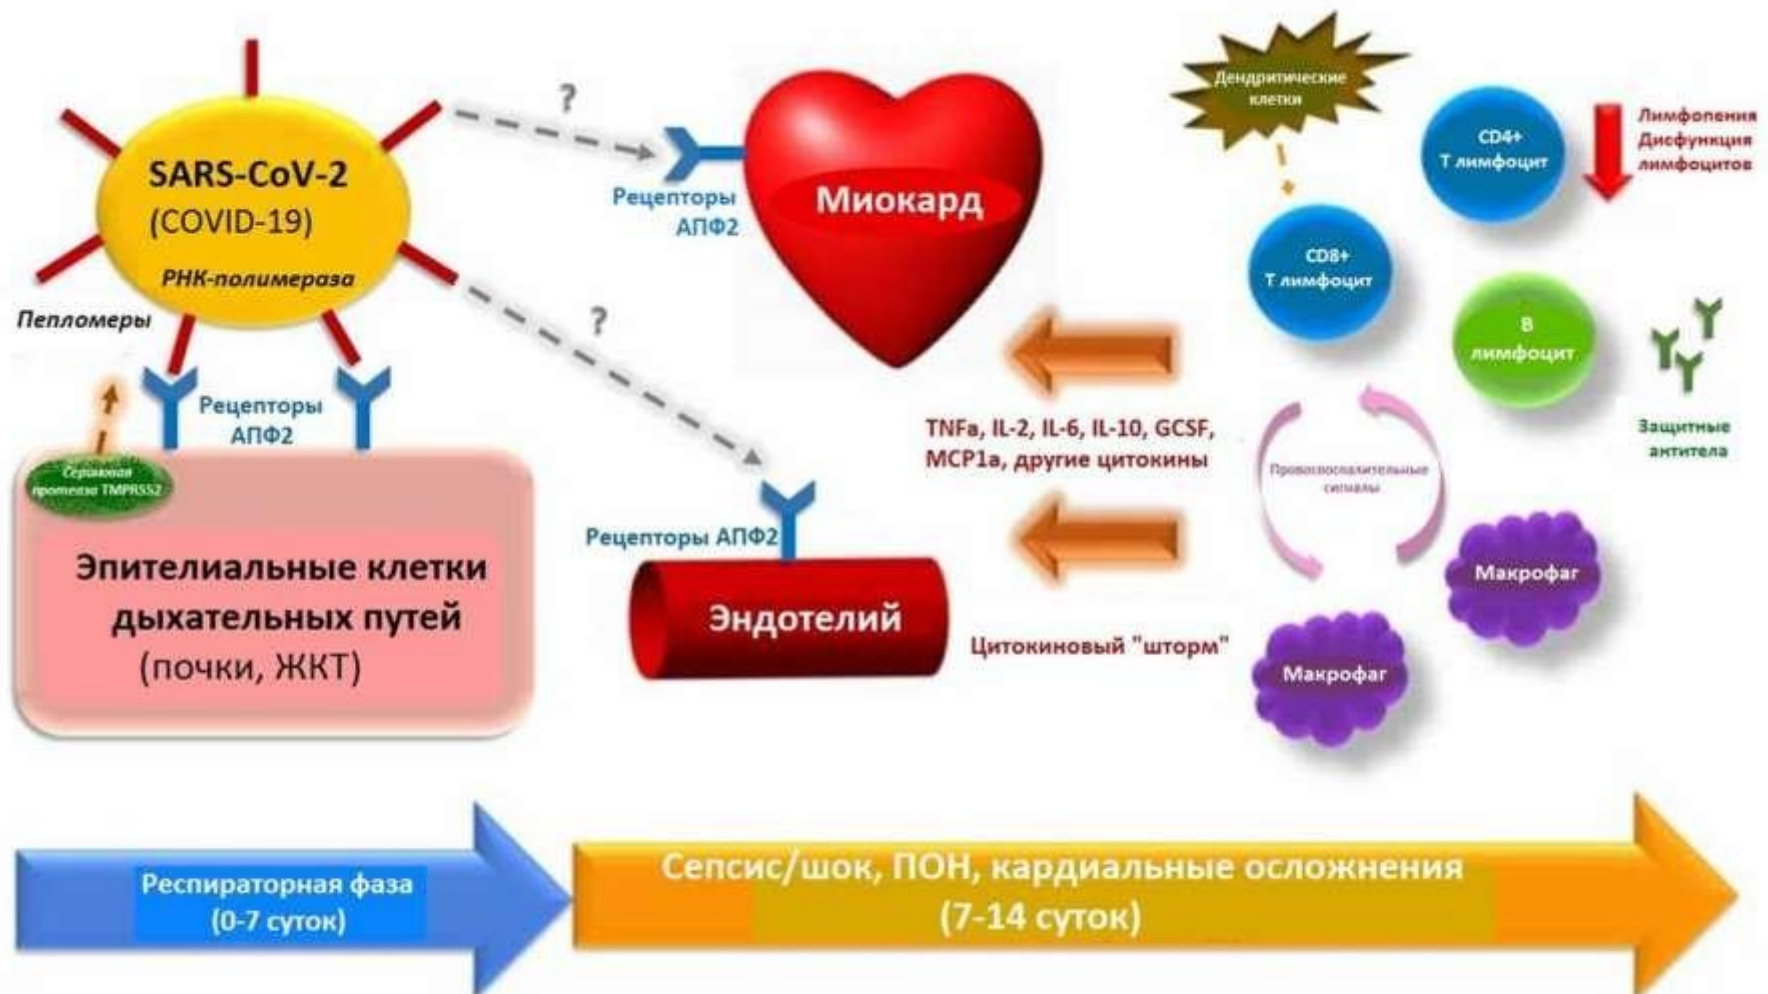 SARS-CoV-2
(COVID-19)
РНК-полимераза
Пепломеры
Рецепторы
АПФ2
Серинная
протеаза TMPRSS2
Эпителиальные клетки
дыхательных путей
(почки, ЖКТ)
?
Рецепторы
АПФ2
Миокард
?
Рецепторы АПФ2
Эндотелий
TNFa, IL-2, IL-6, IL-10, GCSF,
MCP1a, другие цитокины
Цитокиновый "шторм"
Дендритические
клетки
CD4+
Т лимфоцит
Лимфопения
Дисфункция
лимфоцитов
CD8+
Т лимфоцит
В
лимфоцит
Защитные
антитела
Провоспалительные
сигналы
Макрофаг
Макрофаг
Респираторная фаза
(0-7 суток)
Сепсис/шок, ПОН, кардиальные осложнения
(7-14 суток)